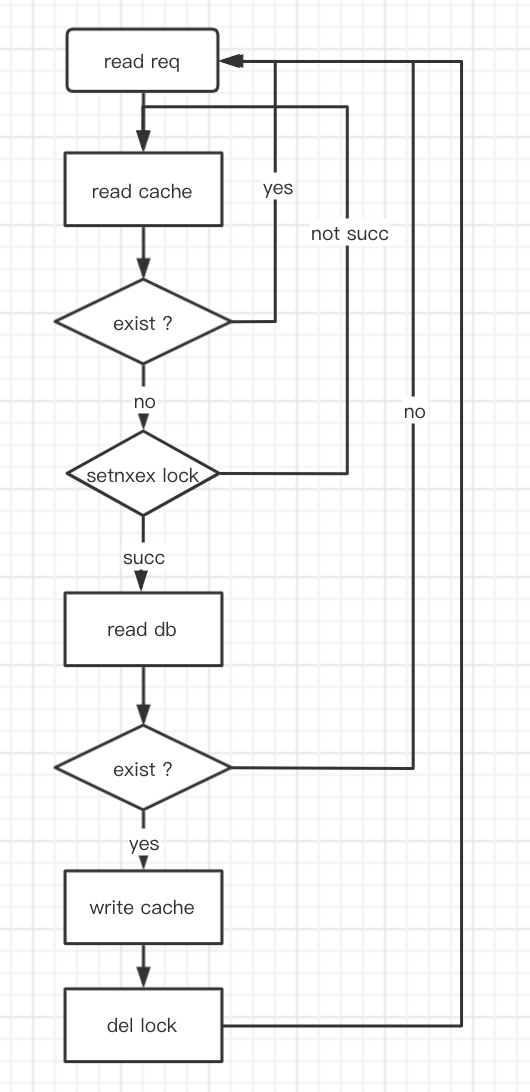 read req
read cache
yes
not succ
exist ?
no
no
setnxex lock
succ
read db
exist ?
yes
write cache
del lock